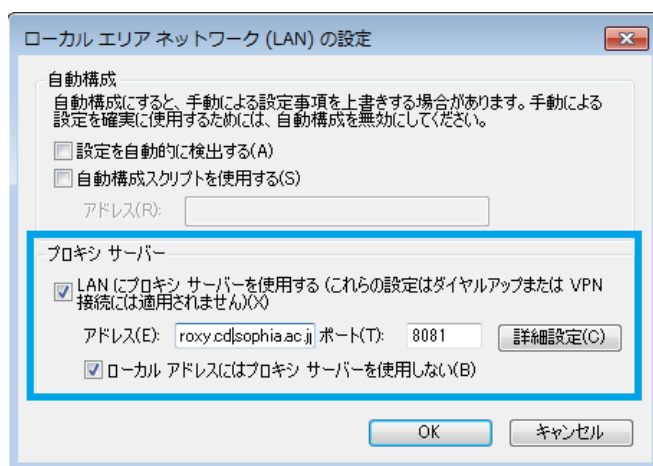 ローカル エリア ネットワーク (LAN) の設定
自動構成
自動構成にすると、手動による設定事項を上書きする場合があります。手動による
設定を確実に使用するためには、自動構成を無効にしてください。
設定を自動的に検出する(A)
自動構成スクリプトを使用する(S)
アドレス(R):
プロキシ サーバー
LAN にプロキシ サーバーを使用する (これらの設定はダイヤルアップまたは VPN
接続には適用されません)(X)
アドレス(E): roxy.cd|sophia.ac.j ポート(T): 8081 詳細設定(C)
ローカル アドレスにはプロキシ サーバーを使用しない(B)
OK キャンセル